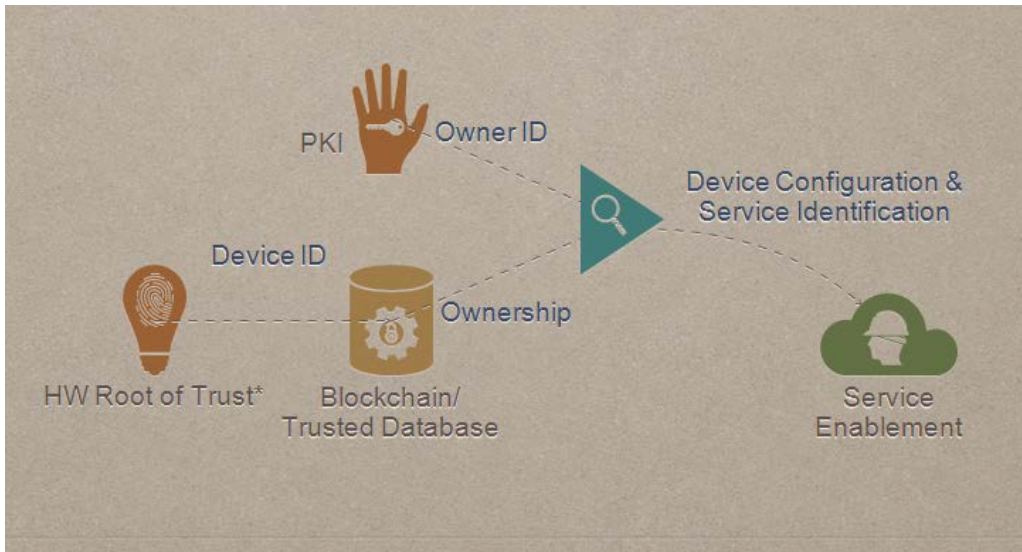 PKI
Owner ID
Device Configuration &
Service Identification
Device ID
Ownership
HW Root of Trust*
Blockchain/
Trusted Database
Service
Enablement